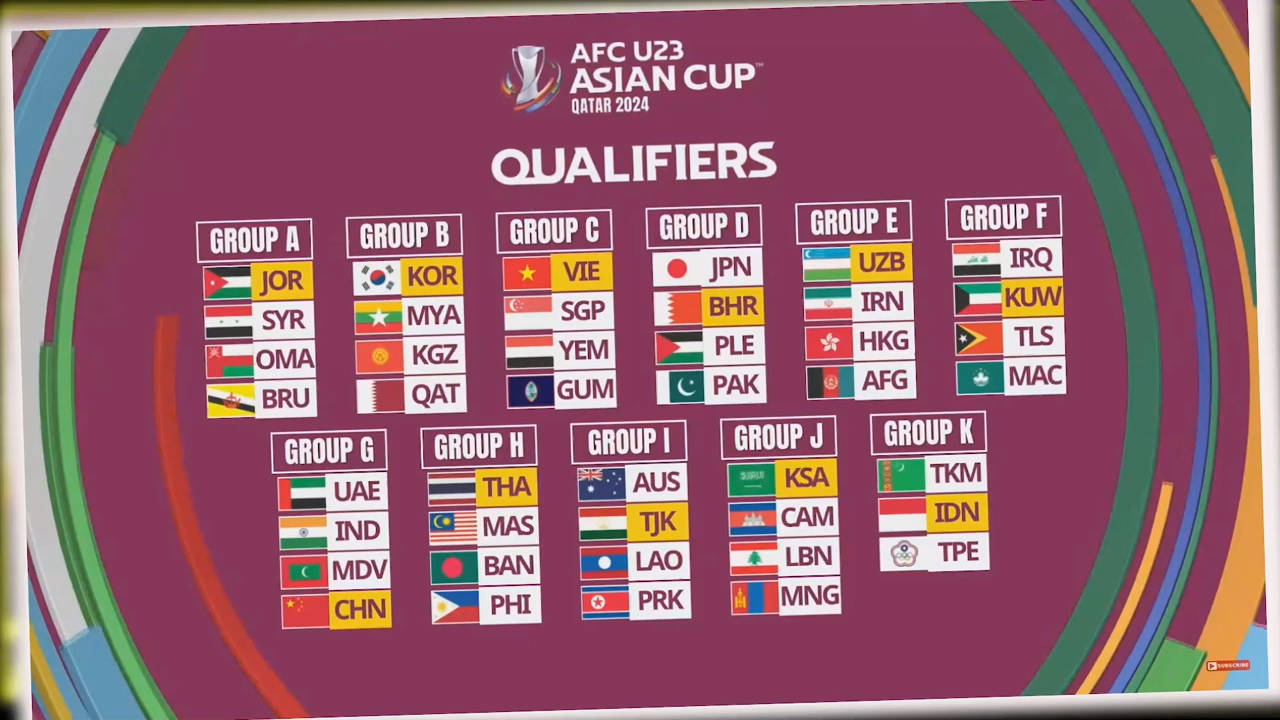 AFC U23
ASIAN CUP™
QATAR 2024
QUALIFIERS
GROUP A
JOR
SYR
OMA
BRU
GROUP B
KOR
MYA
KGZ
QAT
GROUP C
VIE
SGP
YEM
GUM
GROUP D
JPN
BHR
PLE
PAK
GROUP E
UZB
IRN
HKG
AFG
GROUP F
IRQ
KUW
TLS
MAC
GROUP G
UAE
IND
MDV
CHN
GROUP H
THA
MAS
BAN
PHI
GROUP I
AUS
TJK
LAO
PRK
GROUP J
KSA
CAM
LBN
MNG
GROUP K
TKM
IDN
TPE
SUBSCRIBE